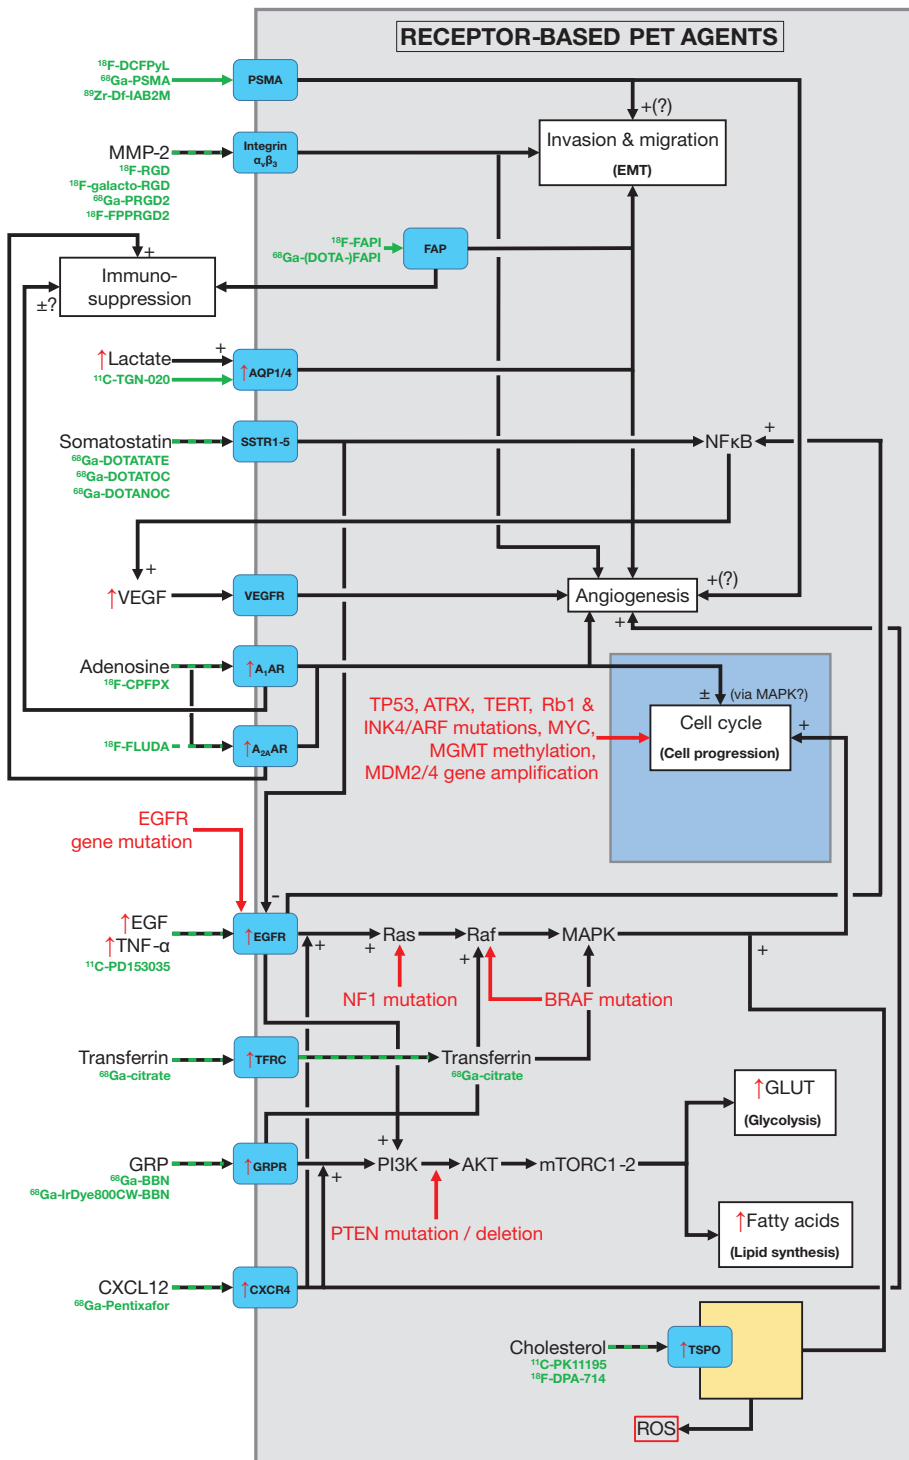 RECEPTOR-BASED PET AGENTS
¹⁸F-DCFPyL
⁶⁸Ga-PSMA
⁸⁹Zr-Df-IAB2M
PSMA
+(?)
Invasion & migration
(EMT)
MMP-2
¹⁸F-RGD
¹⁸F-galacto-RGD
⁶⁸Ga-PRGD2
¹⁸F-FPPRGD2
Integrin
αᵥβ₃
¹⁸F-FAPI
⁶⁸Ga-(DOTA-)FAPI
FAP
+
Immuno-
suppression
±?
↑Lactate
+
¹¹C-TGN-020
↑AQP1/4
Somatostatin
⁶⁸Ga-DOTATATE
⁶⁸Ga-DOTATOC
⁶⁸Ga-DOTANOC
SSTR1-5
NFκB
+
+
↑VEGF
VEGFR
Angiogenesis
+(?)
+
Adenosine
¹⁸F-CPFPX
↑A₁AR
¹⁸F-FLUDA
↑A₂ₐAR
TP53, ATRX, TERT, Rb1 &
INK4/ARF mutations, MYC,
MGMT methylation,
MDM2/4 gene amplification
± (via MAPK?)
Cell cycle
(Cell progression)
+
EGFR
gene mutation
-
↑EGF
↑TNF-α
¹¹C-PD153035
↑EGFR
+
+
Ras
Raf
+
MAPK
+
NF1 mutation
BRAF mutation
Transferrin
⁶⁸Ga-citrate
↑TFRC
Transferrin
⁶⁸Ga-citrate
↑GLUT
(Glycolysis)
GRP
⁶⁸Ga-BBN
⁶⁸Ga-IrDye800CW-BBN
↑GRPR
+
+
PI3K
AKT
mTORC1-2
PTEN mutation / deletion
↑Fatty acids
(Lipid synthesis)
CXCL12
⁶⁸Ga-Pentixafor
↑CXCR4
Cholesterol
¹¹C-PK11195
¹⁸F-DPA-714
↑TSPO
ROS